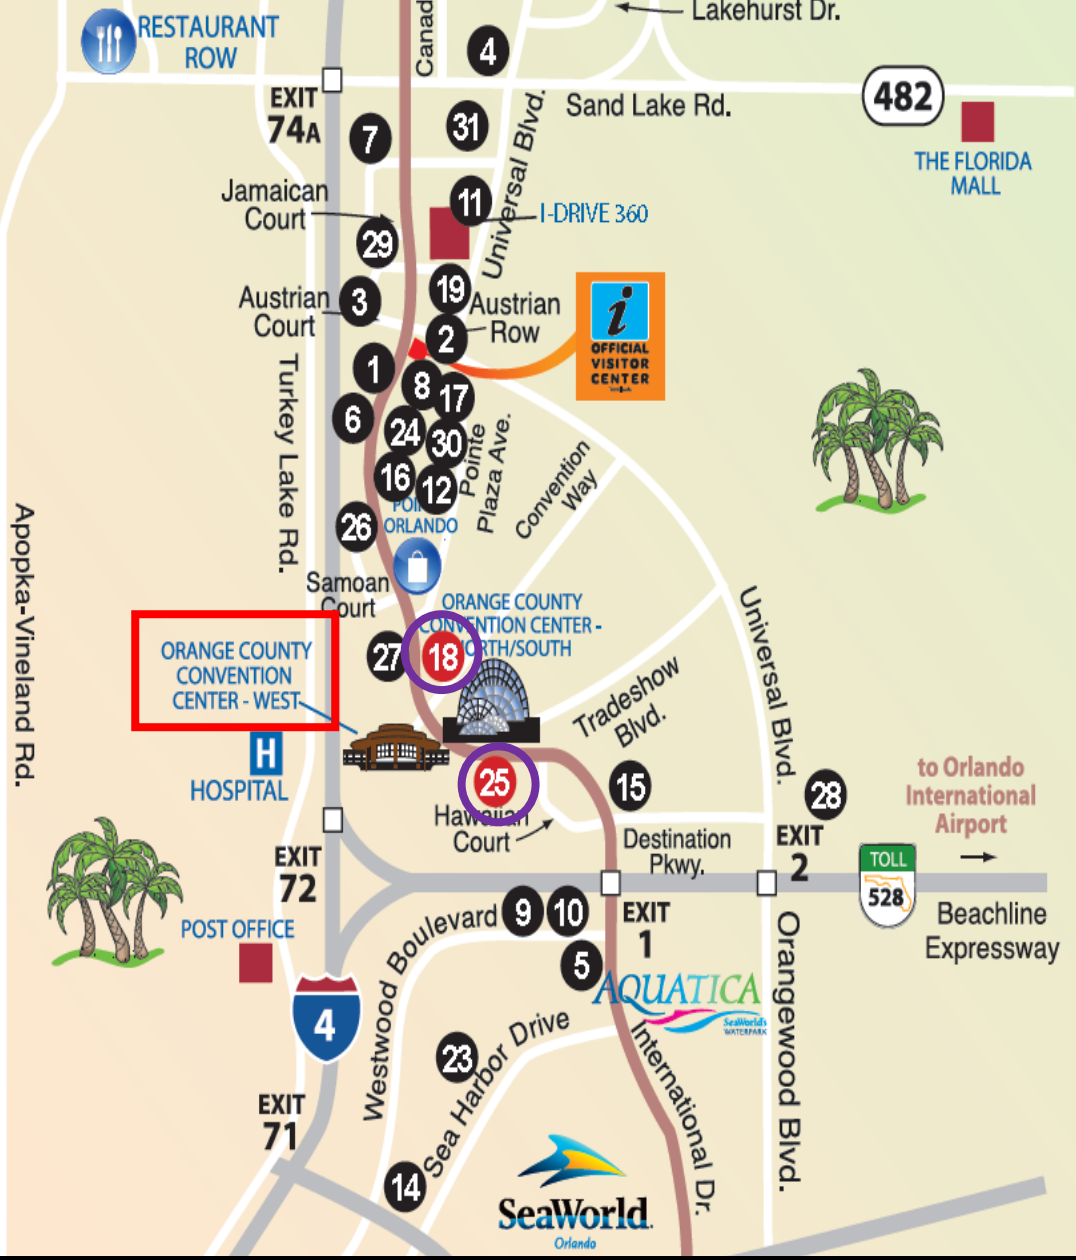 Lakehurst Dr.
Canad
4
RESTAURANT
ROW
EXIT
74A
Sand Lake Rd.
482
THE FLORIDA
MALL
7
31
Universal Blvd.
Jamaican
Court
11
I-DRIVE 360
29
19
Austrian
Court
3
Austrian
Row
2
i
OFFICIAL
VISITOR
CENTER
1
8
17
Turkey Lake Rd.
6
24
30
Pointe
Plaza Ave.
Convention
Way
16
12
26
ORLANDO
Apopka-Vineland Rd.
Samoan
Court
ORANGE COUNTY
CONVENTION CENTER -
NORTH/SOUTH
Universal Blvd.
ORANGE COUNTY
CONVENTION
CENTER - WEST
27
18
Tradeshow
Blvd.
H
HOSPITAL
25
15
28
to Orlando
International
Airport
Hawaiian
Court
Destination
Pkwy.
EXIT
2
EXIT
72
TOLL
528
Beachline
Expressway
POST OFFICE
Westwood Boulevard
9
10
EXIT
1
5
AQUATICA
SeaWorld's
WATERPARK
Orangewood Blvd.
4
23
Sea Harbor Drive
International Dr.
EXIT
71
14
SeaWorld.
Orlando